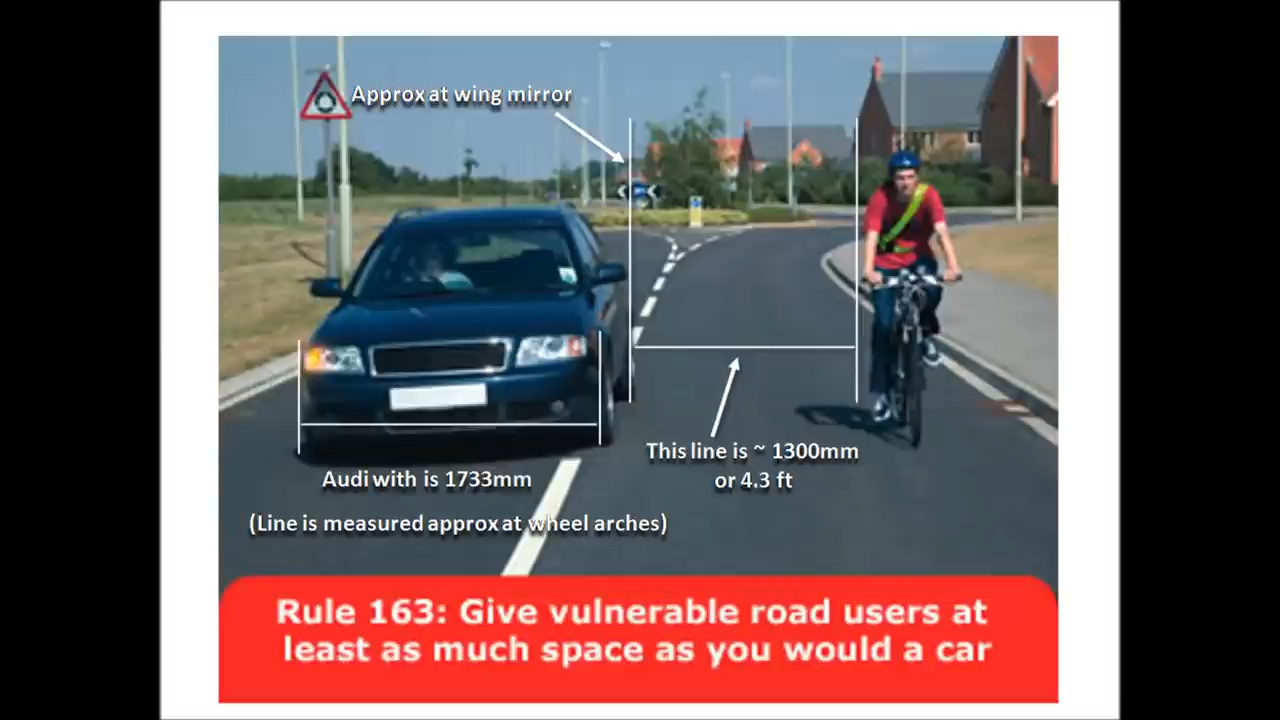 Approx at wing mirror
This line is ~ 1300mm
or 4.3 ft
Audi with is 1733mm
(Line is measured approx at wheel arches)
Rule 163: Give vulnerable road users at
least as much space as you would a car